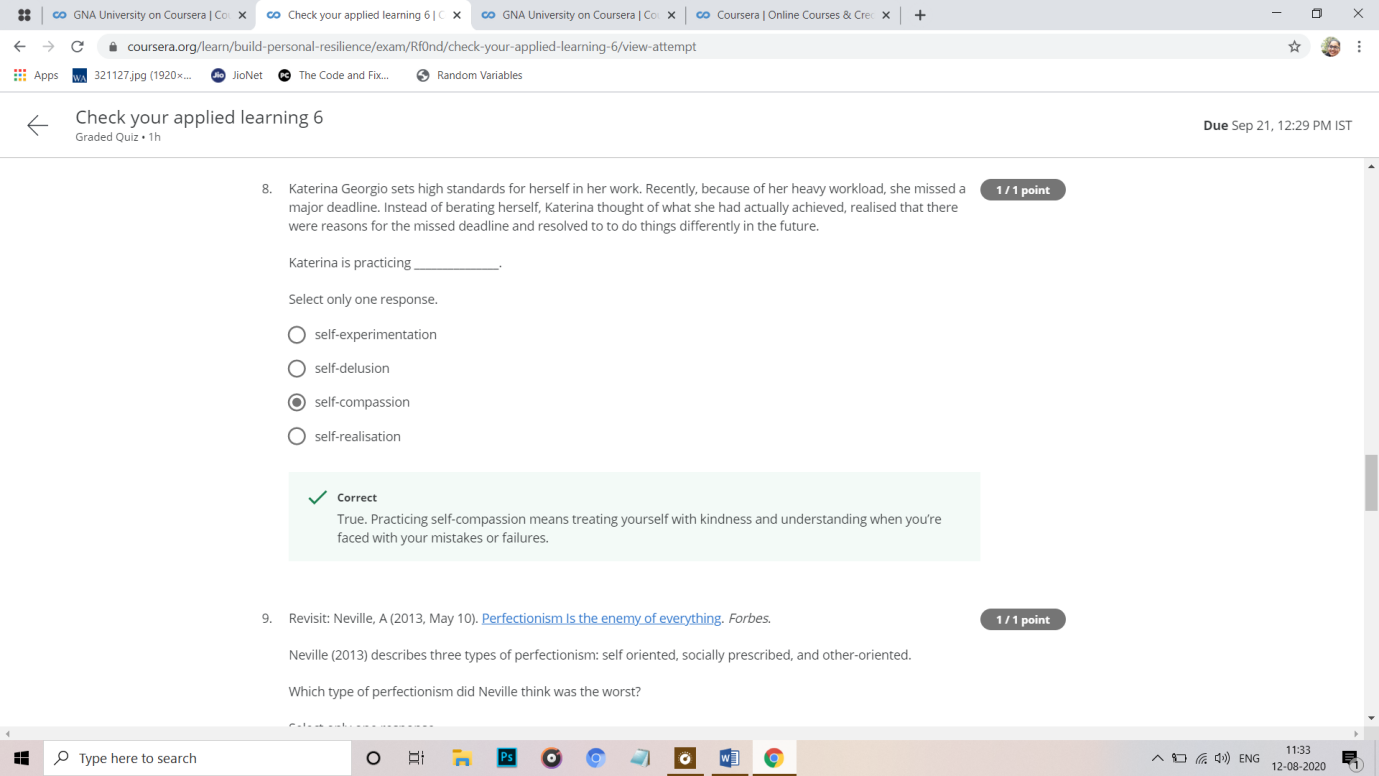 GNA University on Coursera | Co
Check your applied learning 6 | C
GNA University on Coursera | Co
Coursera | Online Courses & Cred
coursera.org/learn/build-personal-resilience/exam/Rf0nd/check-your-applied-learning-6/view-attempt
Apps
WA
321127.jpg (1920×...
Jio
JioNet
PC
The Code and Fix...
Random Variables
Check your applied learning 6
Graded Quiz • 1h
Due Sep 21, 12:29 PM IST
8. Katerina Georgio sets high standards for herself in her work. Recently, because of her heavy workload, she missed a
1 / 1 point
major deadline. Instead of berating herself, Katerina thought of what she had actually achieved, realised that there
were reasons for the missed deadline and resolved to to do things differently in the future.
Katerina is practicing ______________.
Select only one response.
self-experimentation
self-delusion
self-compassion
self-realisation
Correct
True. Practicing self-compassion means treating yourself with kindness and understanding when you’re
faced with your mistakes or failures.
9. Revisit: Neville, A (2013, May 10). Perfectionism Is the enemy of everything. Forbes.
1 / 1 point
Neville (2013) describes three types of perfectionism: self oriented, socially prescribed, and other-oriented.
Which type of perfectionism did Neville think was the worst?
Type here to search
Ps
W
ENG
11:33
12-08-2020
1